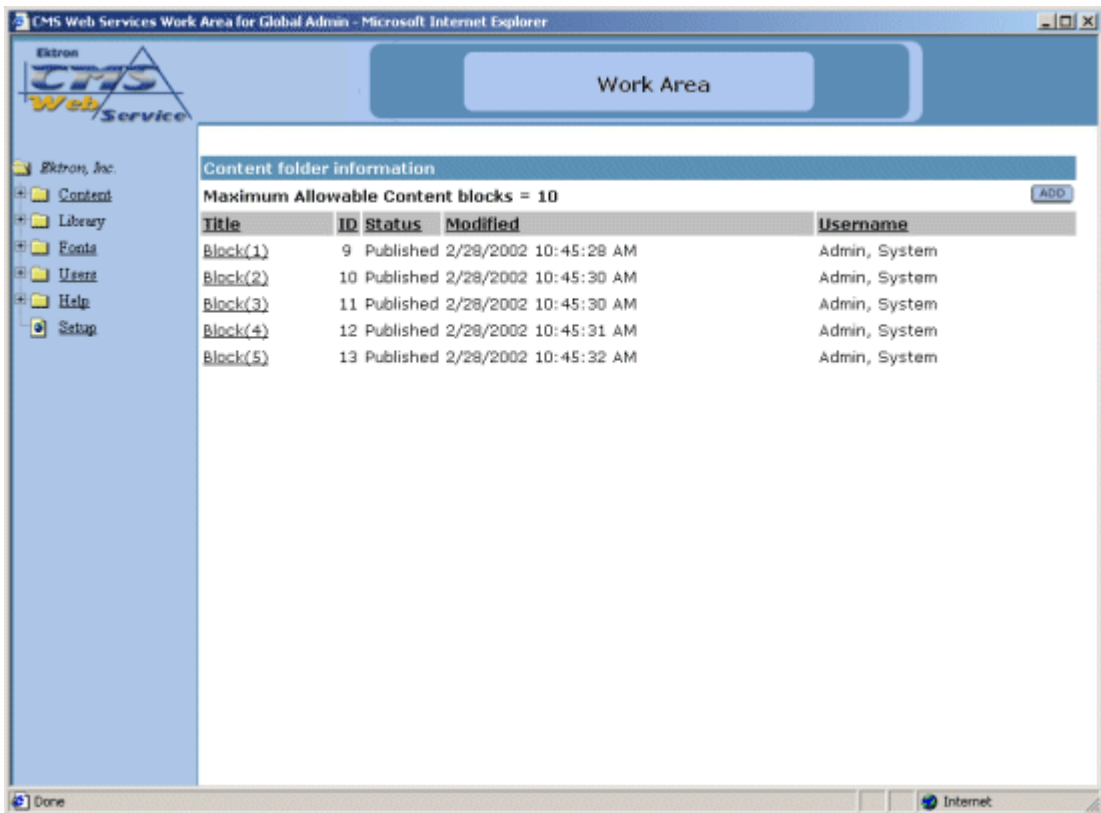 CMS Web Services Work Area for Global Admin - Microsoft Internet Explorer
Ektron
CMS
Web
Service
Work Area
Ektron, Inc.
Content
Library
Fonts
Users
Help
Setup
Content folder information
Maximum Allowable Content blocks = 10
ADD
Title ID Status Modified Username
Block(1) 9 Published 2/28/2002 10:45:28 AM Admin, System
Block(2) 10 Published 2/28/2002 10:45:30 AM Admin, System
Block(3) 11 Published 2/28/2002 10:45:30 AM Admin, System
Block(4) 12 Published 2/28/2002 10:45:31 AM Admin, System
Block(5) 13 Published 2/28/2002 10:45:32 AM Admin, System
Done
Internet